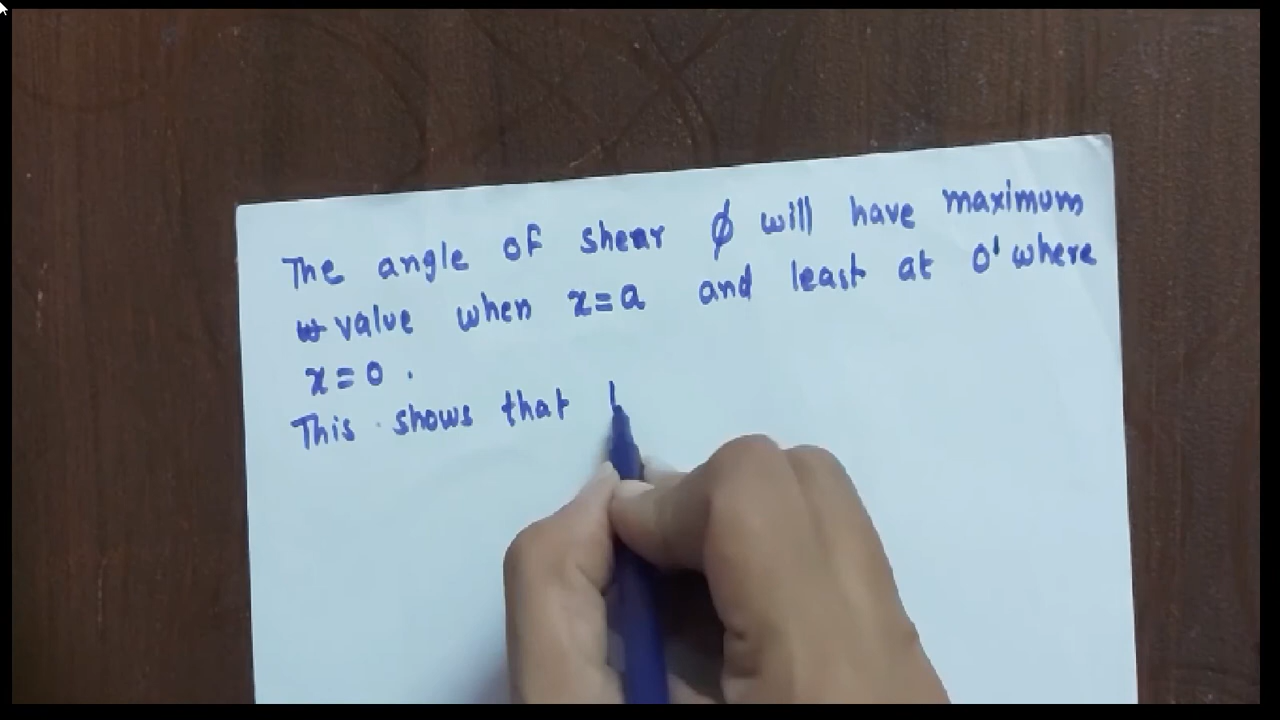 The angle of shear ϕ will have maximum
value when x=a and least at O' where
x=0.
This shows that